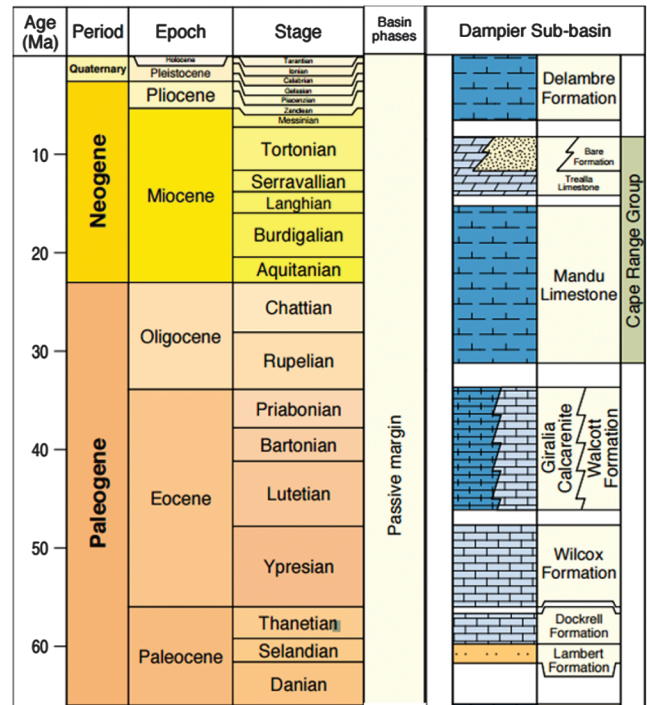 Age
(Ma)
Period
Epoch
Stage
Basin
phases
Dampier Sub-basin
10
20
30
40
50
60
Quaternary
Neogene
Paleogene
Holocene
Pleistocene
Pliocene
Miocene
Oligocene
Eocene
Paleocene
Tarantian
Ionian
Calabrian
Gelasian
Piacenzian
Zanclean
Messinian
Tortonian
Serravallian
Langhian
Burdigalian
Aquitanian
Chattian
Rupelian
Priabonian
Bartonian
Lutetian
Ypresian
Thanetian
Selandian
Danian
Passive margin
Delambre
Formation
Bare
Formation
Trealla
Limestone
Mandu
Limestone
Cape Range Group
Giralia
Calcarenite
Walcott
Formation
Wilcox
Formation
Dockrell
Formation
Lambert
Formation